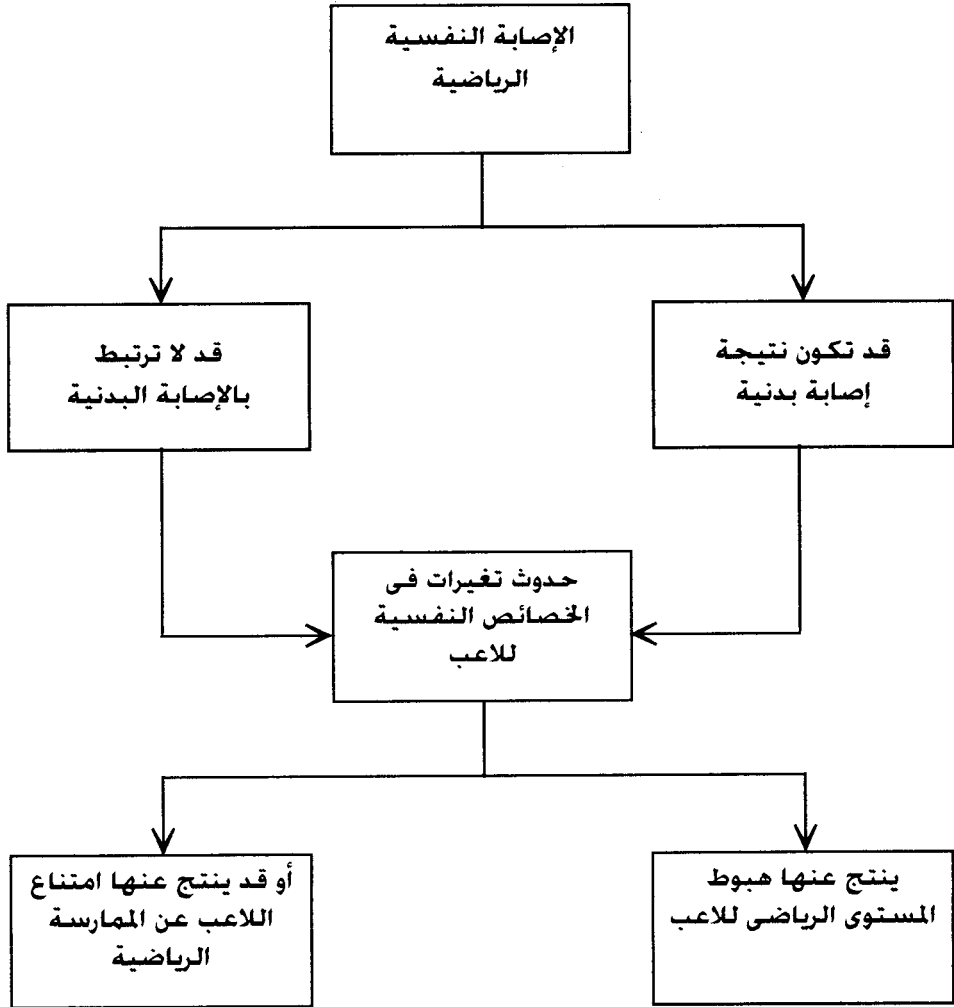 الإصابة النفسية
الرياضية
قد تكون نتيجة
إصابة بدنية
قد لا ترتبط
بالإصابة البدنية
حدوث تغيرات فى
الخصائص النفسية
للاعب
ينتج عنها هبوط
المستوى الرياضى للاعب
أو قد ينتج عنها امتناع
اللاعب عن الممارسة
الرياضية